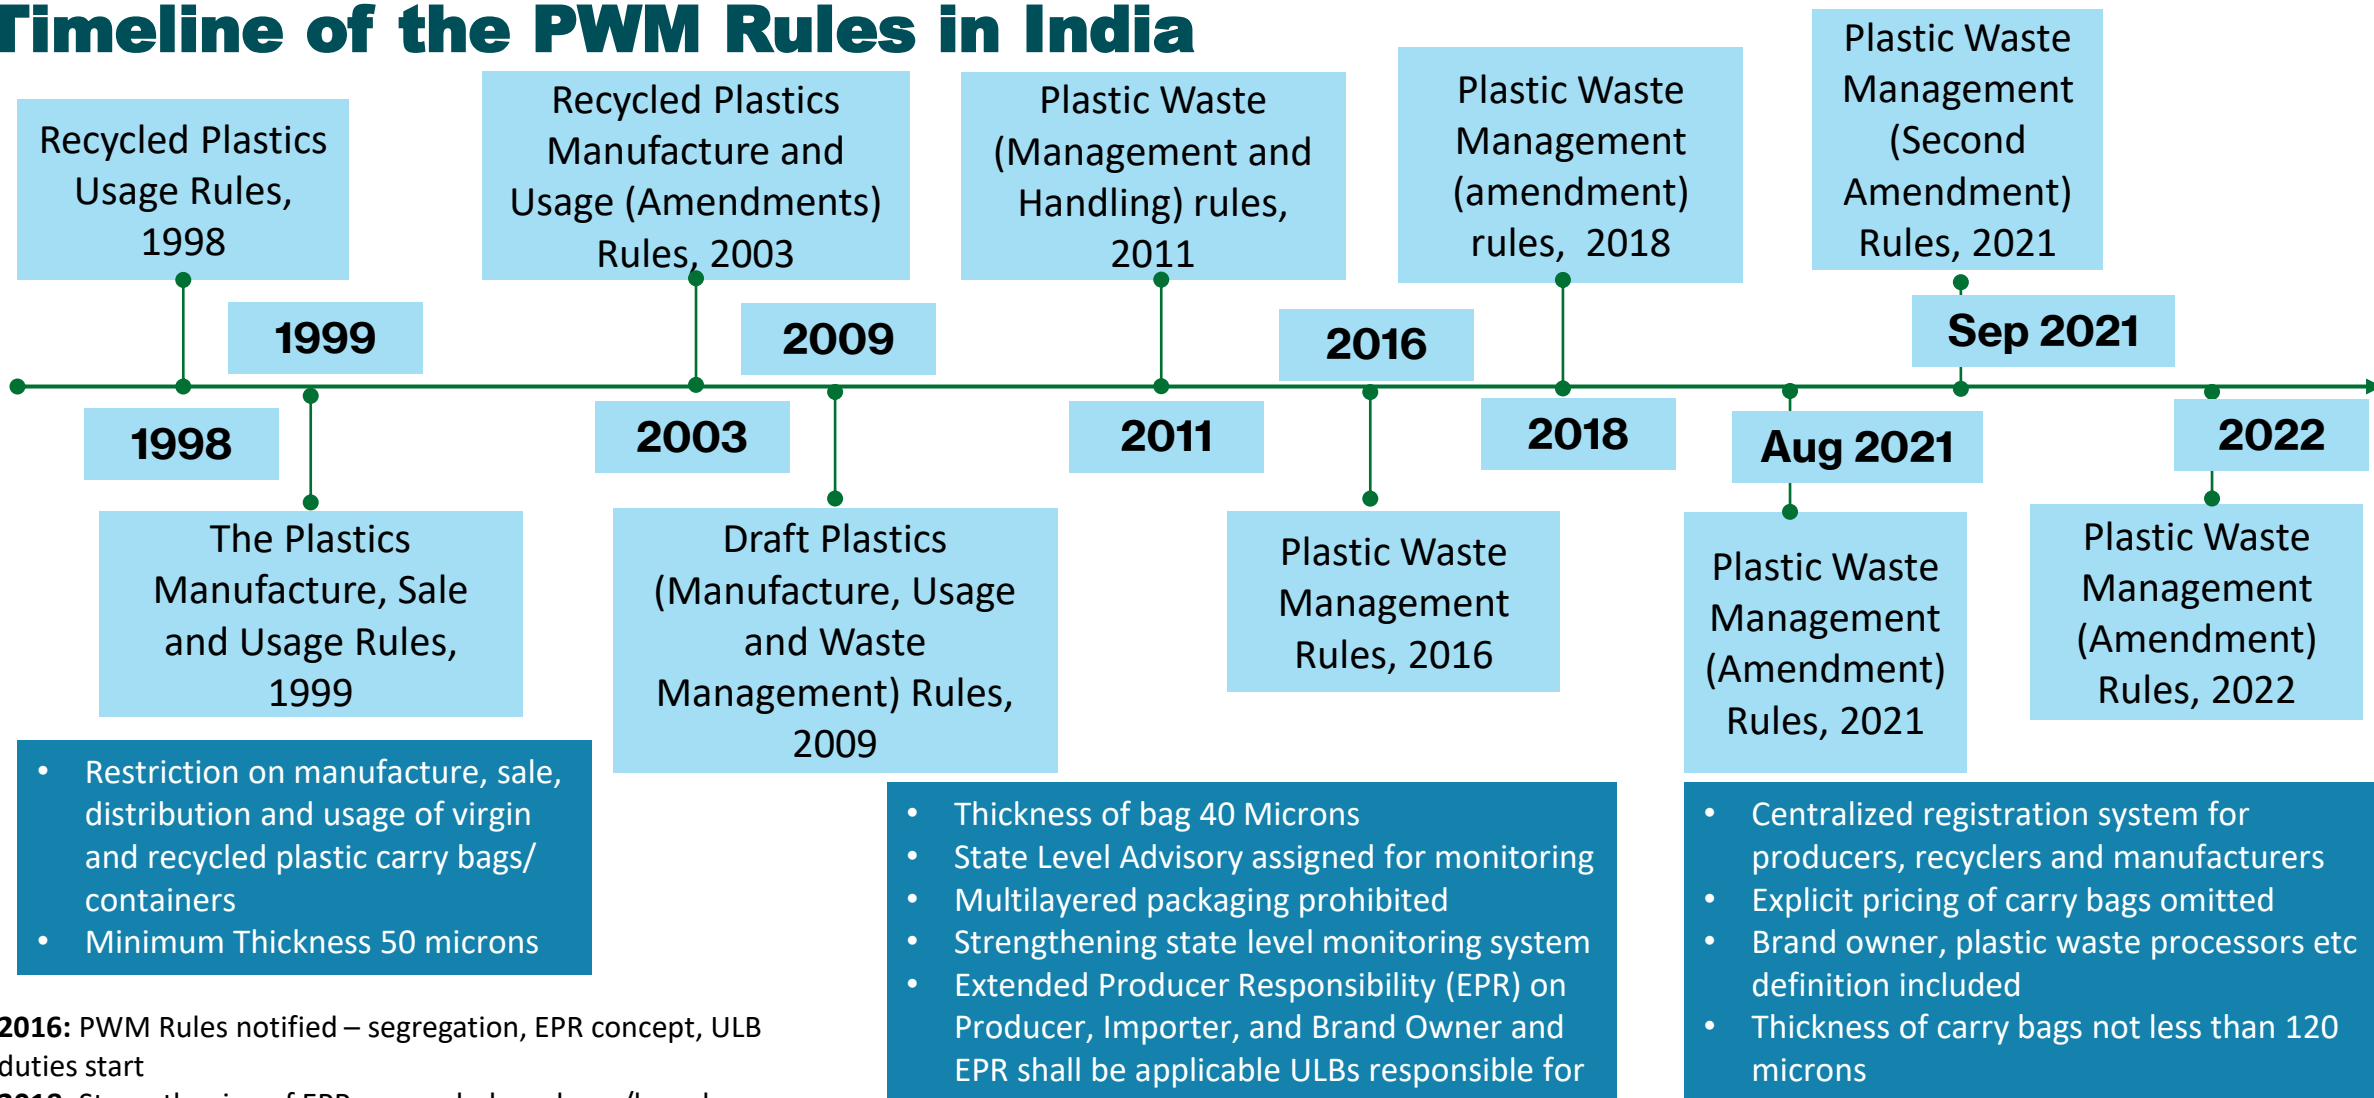 Timeline of the PWM Rules in India
Recycled Plastics
Usage Rules,
1998
Recycled Plastics
Manufacture and
Usage (Amendments)
Rules, 2003
Plastic Waste
(Management and
Handling) rules,
2011
Plastic Waste
Management
(amendment)
rules, 2018
Plastic Waste
Management
(Second
Amendment)
Rules, 2021
1999
2009
2016
Sep 2021
1998
2003
2011
2018
Aug 2021
2022
The Plastics
Manufacture, Sale
and Usage Rules,
1999
Draft Plastics
(Manufacture, Usage
and Waste
Management) Rules,
2009
Plastic Waste
Management
Rules, 2016
Plastic Waste
Management
(Amendment)
Rules, 2021
Plastic Waste
Management
(Amendment)
Rules, 2022
• Restriction on manufacture, sale,
distribution and usage of virgin
and recycled plastic carry bags/
containers
• Minimum Thickness 50 microns
• Thickness of bag 40 Microns
• State Level Advisory assigned for monitoring
• Multilayered packaging prohibited
• Strengthening state level monitoring system
• Extended Producer Responsibility (EPR) on
Producer, Importer, and Brand Owner and
EPR shall be applicable ULBs responsible for
• Centralized registration system for
producers, recyclers and manufacturers
• Explicit pricing of carry bags omitted
• Brand owner, plastic waste processors etc
definition included
• Thickness of carry bags not less than 120
microns
2016: PWM Rules notified – segregation, EPR concept, ULB
duties start